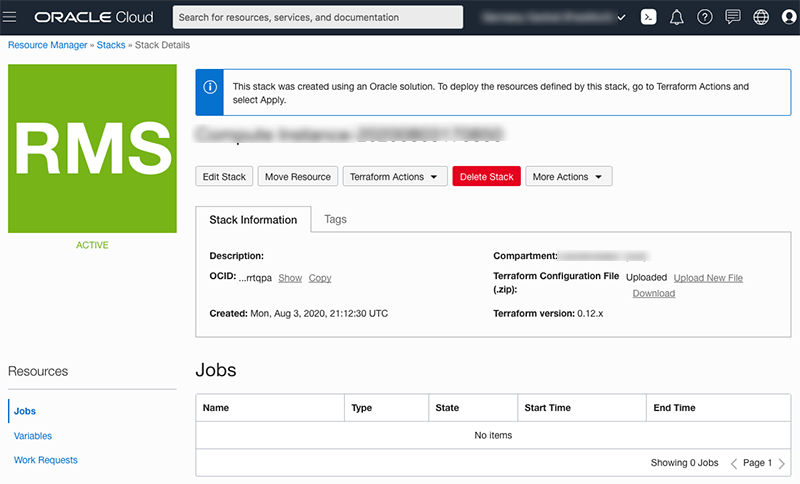 ORACLE Cloud
Search for resources, services, and documentation
Resource Manager » Stacks » Stack Details
RMS
ACTIVE
This stack was created using an Oracle solution. To deploy the resources defined by this stack, go to Terraform Actions and
select Apply.
Edit Stack
Move Resource
Terraform Actions
Delete Stack
More Actions
Stack Information
Tags
Description:
OCID: ...rrtqpa Show Copy
Created: Mon, Aug 3, 2020, 21:12:30 UTC
Compartment:
Terraform Configuration File Uploaded Upload New File
(.zip): Download
Terraform version: 0.12.x
Resources
Jobs
Variables
Work Requests
Jobs
Name Type State Start Time End Time
No items
Showing 0 Jobs Page 1